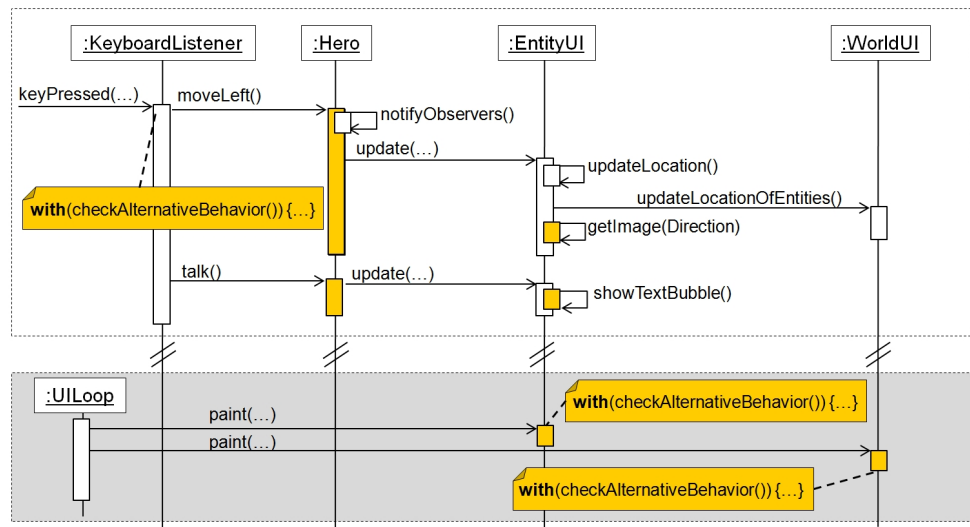 :KeyboardListener
:Hero
:EntityUI
:WorldUI
keyPressed(…)
moveLeft()
notifyObservers()
update(…)
updateLocation()
updateLocationOfEntities()
with(checkAlternativeBehavior()) {…}
getImage(Direction)
talk()
update(…)
showTextBubble()
:UILoop
with(checkAlternativeBehavior()) {…}
paint(…)
paint(…)
with(checkAlternativeBehavior()) {…}